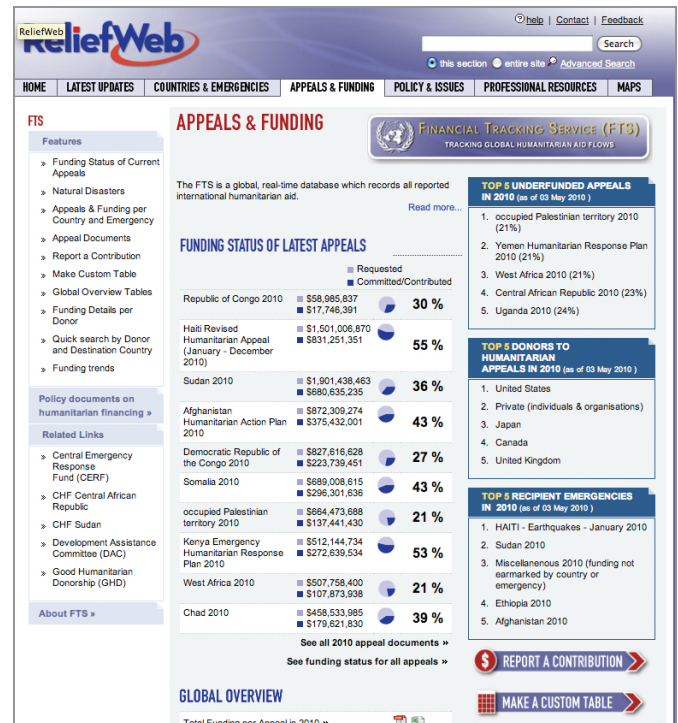 help | Contact | Feedback
ReliefWeb
ReliefWeb
Search
this section entire site Advanced Search
HOME LATEST UPDATES COUNTRIES & EMERGENCIES APPEALS & FUNDING POLICY & ISSUES PROFESSIONAL RESOURCES MAPS
FTS
Features
» Funding Status of Current
Appeals
» Natural Disasters
» Appeals & Funding per
Country and Emergency
» Appeal Documents
» Report a Contribution
» Make Custom Table
» Global Overview Tables
» Funding Details per
Donor
» Quick search by Donor
and Destination Country
» Funding trends
Policy documents on
humanitarian financing »
Related Links
» Central Emergency
Response
Fund (CERF)
» CHF Central African
Republic
» CHF Sudan
» Development Assistance
Committee (DAC)
» Good Humanitarian
Donorship (GHD)
About FTS »
APPEALS & FUNDING
FINANCIAL TRACKING SERVICE (FTS)
TRACKING GLOBAL HUMANITARIAN AID FLOWS
The FTS is a global, real-time database which records all reported
international humanitarian aid.
Read more...
FUNDING STATUS OF LATEST APPEALS
Requested
Committed/Contributed
Republic of Congo 2010 $58,985,837
$17,746,391 30 %
Haiti Revised $1,501,006,870
Humanitarian Appeal $831,251,351
(January - December 55 %
2010)
Sudan 2010 $1,901,438,463
$680,635,235 36 %
Afghanistan $872,309,274
Humanitarian Action Plan $375,432,001 43 %
2010
Democratic Republic of $827,616,628
the Congo 2010 $223,739,451 27 %
Somalia 2010 $689,008,615
$296,301,636 43 %
occupied Palestinian $664,473,688
territory 2010 $137,441,430 21 %
Kenya Emergency $512,144,734
Humanitarian Response $272,639,534 53 %
Plan 2010
West Africa 2010 $507,758,400
$107,873,938 21 %
Chad 2010 $458,533,985
$179,621,830 39 %
See all 2010 appeal documents »
See funding status for all appeals »
GLOBAL OVERVIEW
Total Funding per Appeal in 2010 »
TOP 5 UNDERFUNDED APPEALS
IN 2010 (as of 03 May 2010 )
1. occupied Palestinian territory 2010
(21%)
2. Yemen Humanitarian Response Plan
2010 (21%)
3. West Africa 2010 (21%)
4. Central African Republic 2010 (23%)
5. Uganda 2010 (24%)
TOP 5 DONORS TO
HUMANITARIAN
APPEALS IN 2010 (as of 03 May 2010 )
1. United States
2. Private (individuals & organisations)
3. Japan
4. Canada
5. United Kingdom
TOP 5 RECIPIENT EMERGENCIES
IN 2010 (as of 03 May 2010 )
1. HAITI - Earthquakes - January 2010
2. Sudan 2010
3. Miscellanenous 2010 (funding not
earmarked by country or
emergency)
4. Ethiopia 2010
5. Afghanistan 2010
REPORT A CONTRIBUTION
MAKE A CUSTOM TABLE